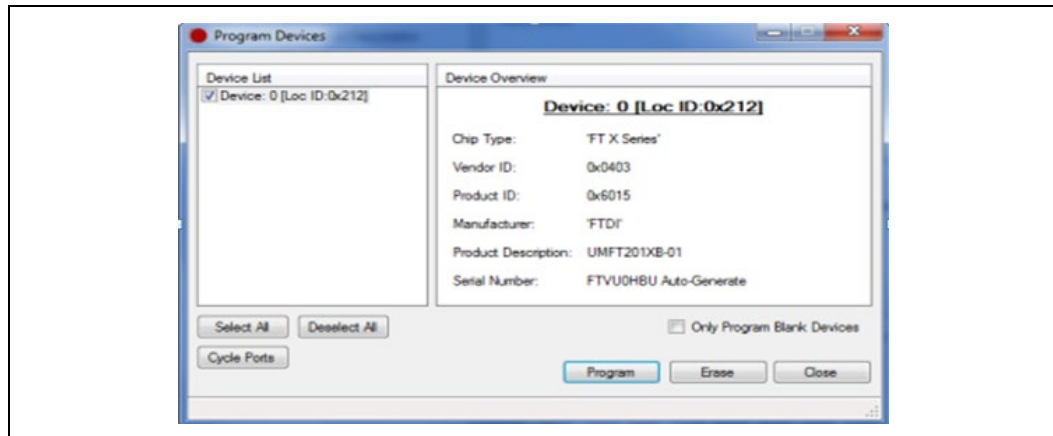 Program Devices
Device List
Device: 0 [Loc ID:0x212]
Device Overview
Device: 0 [Loc ID:0x212]
Chip Type: 'FT X Series'
Vendor ID: 0x0403
Product ID: 0x6015
Manufacturer: 'FTDI'
Product Description: UMFT201XB-01
Serial Number: FTVU0HBU Auto-Generate
Select All Deselect All
Only Program Blank Devices
Cycle Ports
Program Erase Close